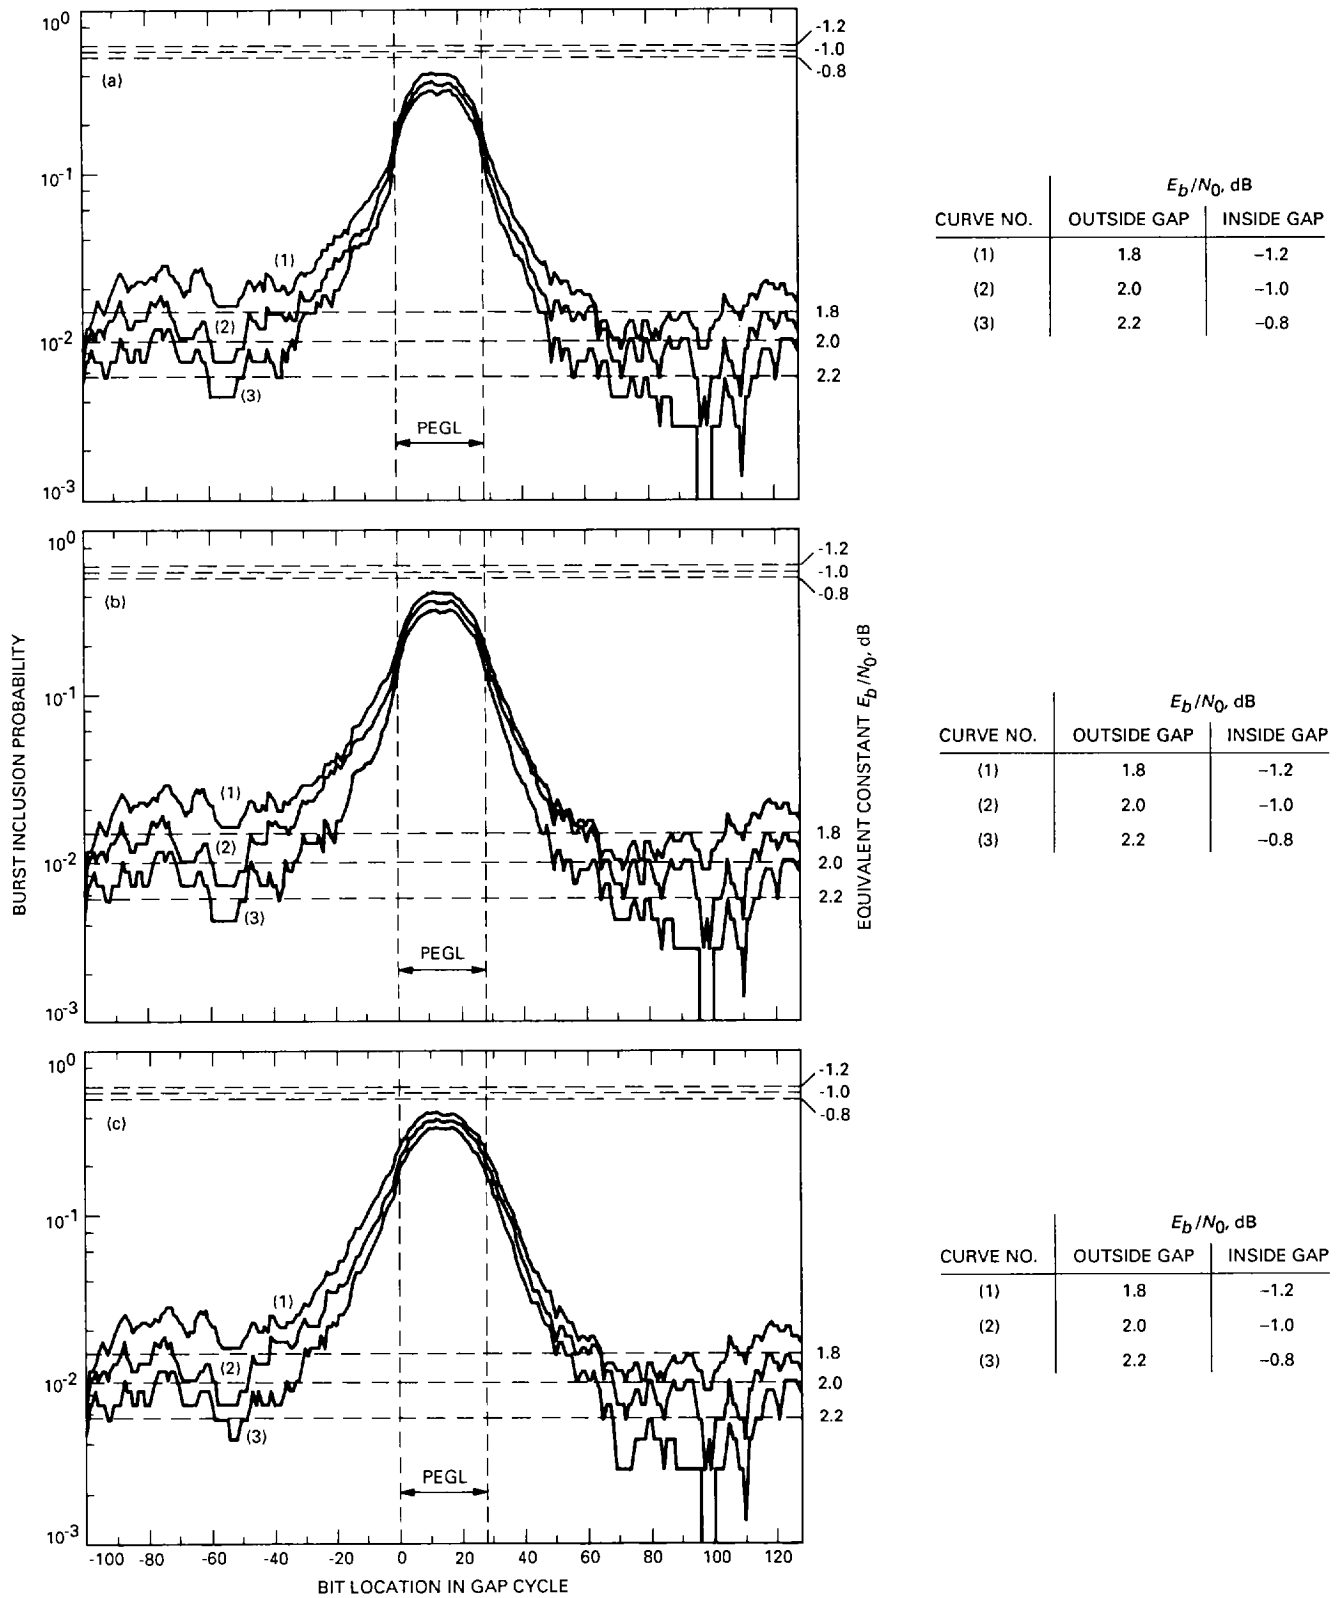 10^0
(a)
-1.2
-1.0
-0.8
10^-1
(1)
(2)
(3)
1.8
2.0
2.2
10^-2
PEGL
10^-3
E_b/N_0, dB
CURVE NO. OUTSIDE GAP INSIDE GAP
(1) 1.8 –1.2
(2) 2.0 –1.0
(3) 2.2 –0.8
BURST INCLUSION PROBABILITY
10^0
(b)
-1.2
-1.0
-0.8
10^-1
(1)
(2)
(3)
1.8
2.0
2.2
10^-2
PEGL
10^-3
EQUIVALENT CONSTANT E_b/N_0, dB
E_b/N_0, dB
CURVE NO. OUTSIDE GAP INSIDE GAP
(1) 1.8 –1.2
(2) 2.0 –1.0
(3) 2.2 –0.8
10^0
(c)
-1.2
-1.0
-0.8
10^-1
(1)
(2)
(3)
1.8
2.0
2.2
10^-2
PEGL
10^-3
-100 -80 -60 -40 -20 0 20 40 60 80 100 120
BIT LOCATION IN GAP CYCLE
E_b/N_0, dB
CURVE NO. OUTSIDE GAP INSIDE GAP
(1) 1.8 –1.2
(2) 2.0 –1.0
(3) 2.2 –0.8